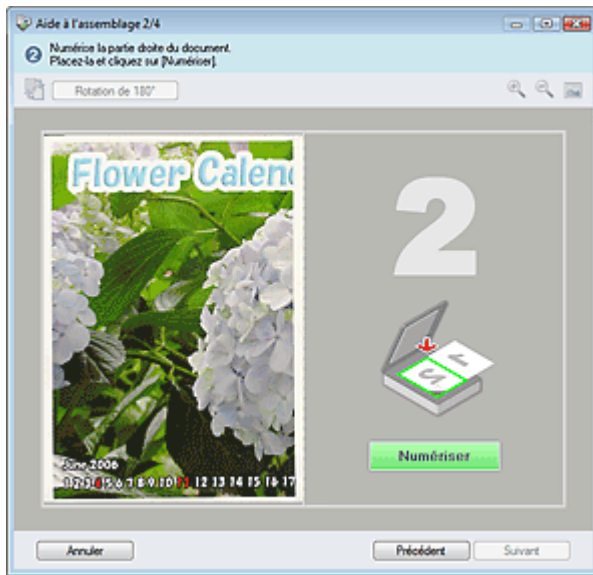 Aide à l'assemblage 2/4
2 Numérise la partie droite du document.
Placez-la et cliquez sur [Numériser].
Rotation de 180°
Flower Calen
2
June 2006
1 2 3 4 5 6 7 8 9 10 11 12 13 14 15 16 17
Numériser
Annuler
Précédent
Suivant